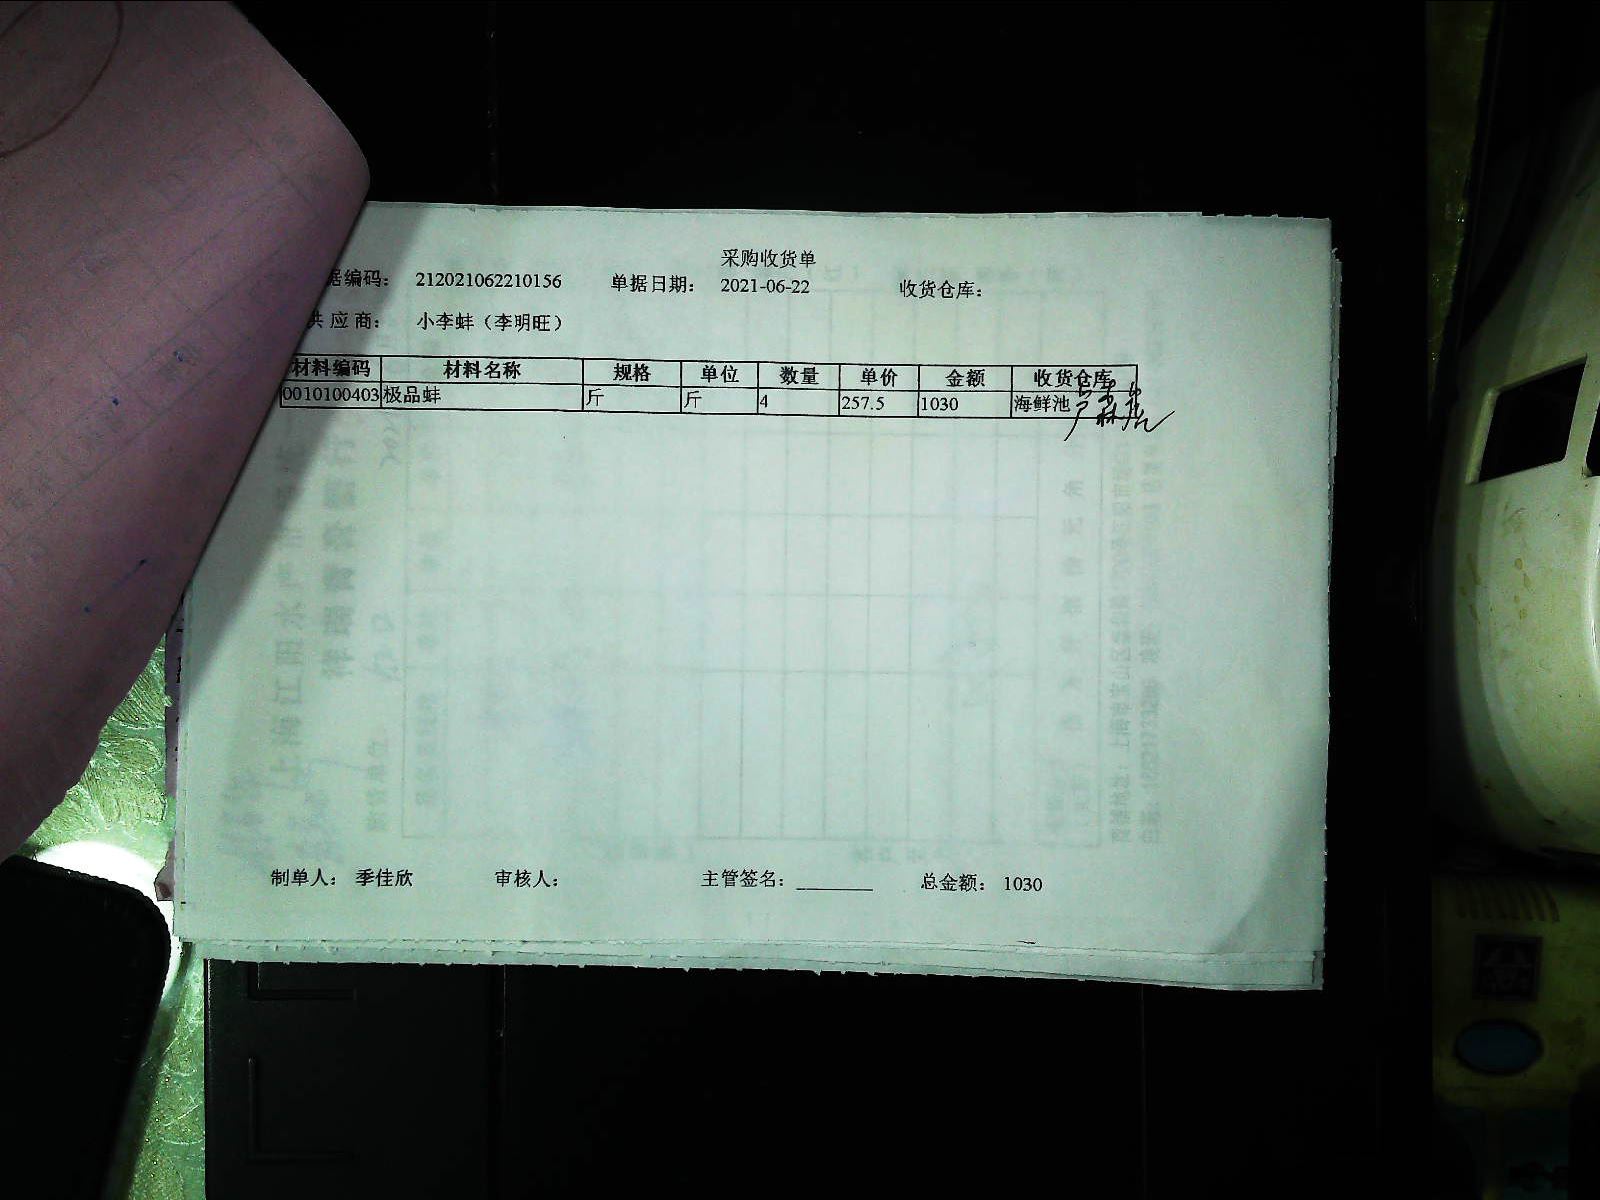 采购收货单
据编码： 212021062210156 单据日期： 2021-06-22 收货仓库：
供应商： 小李蚌（李明旺）
材料编码 材料名称 规格 单位 数量 单价 金额 收货仓库
0010100403 极品蚌 斤 斤 4 257.5 1030 海鲜池
制单人： 季佳欣 审核人： 主管签名： ________ 总金额： 1030